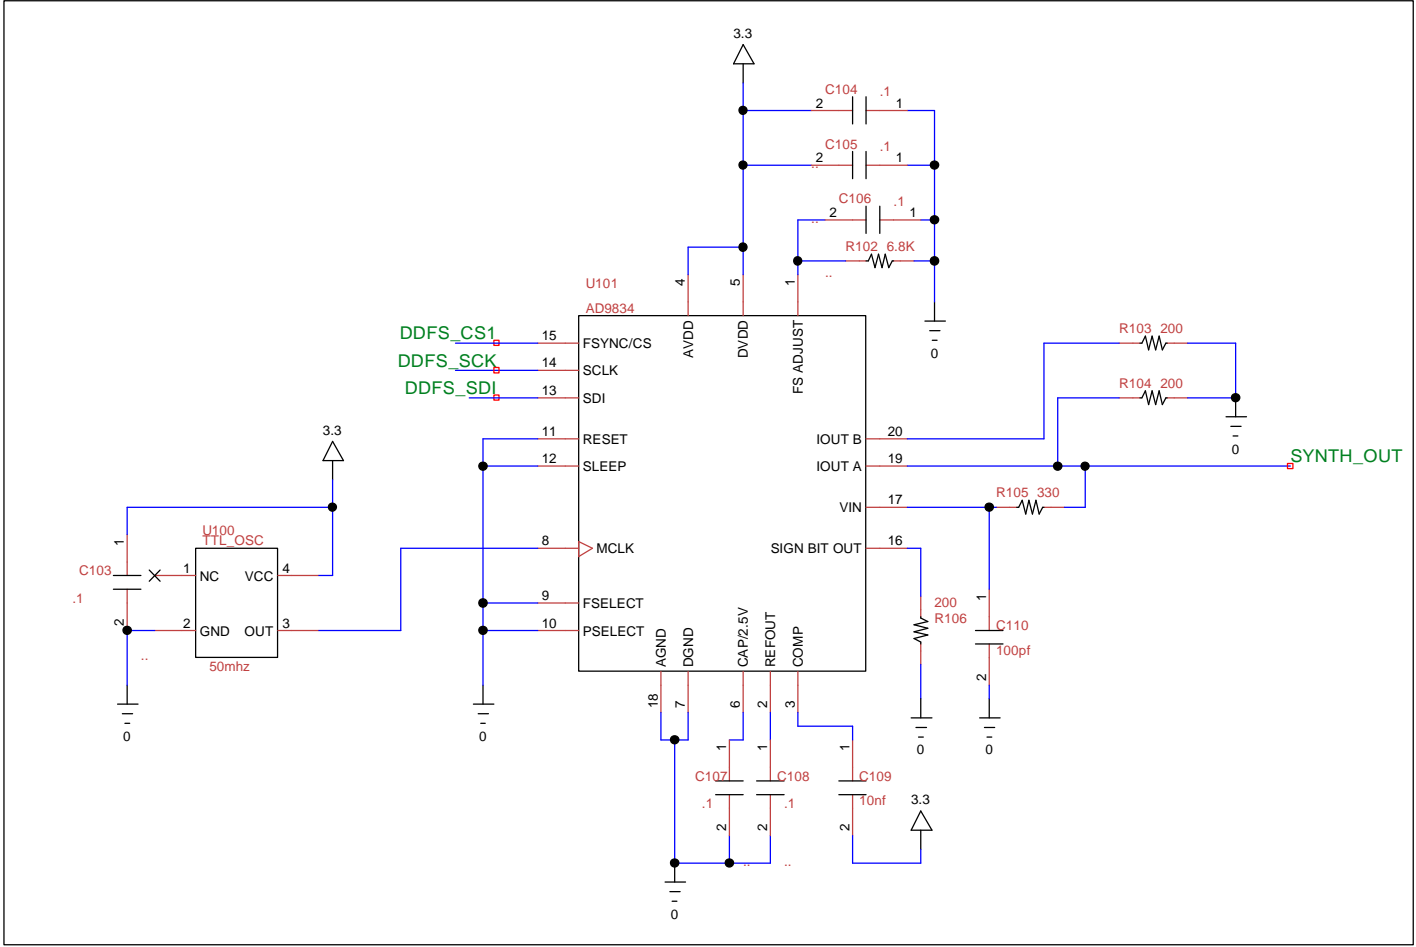 3.3
C104 .1
2 1
C105 .1
2 1
C106 .1
2 1
R102 6.8K
U101
AD9834
4 5 1
AVDD DVDD FS ADJUST
DDFS_CS1 15 FSYNC/CS
DDFS_SCK 14 SCLK
DDFS_SDI 13 SDI
0
R103 200
R104 200
11 RESET
12 SLEEP
IOUT B 20
IOUT A 19
0
SYNTH_OUT
3.3
VIN 17
R105 330
U100
TTL_OSC
8 MCLK
SIGN BIT OUT 16
C103
.1
1
2
1 NC VCC 4
2 GND OUT 3
50mhz
..
9 FSELECT
10 PSELECT
200
R106
1
C110
100pf
2
AGND DGND CAP/2.5V REFOUT COMP
18 7 6 2 3
0
0
0
0
1 1 1
C107
.1
C108
.1
C109
10nf
3.3
2 2 2
.. ..
0